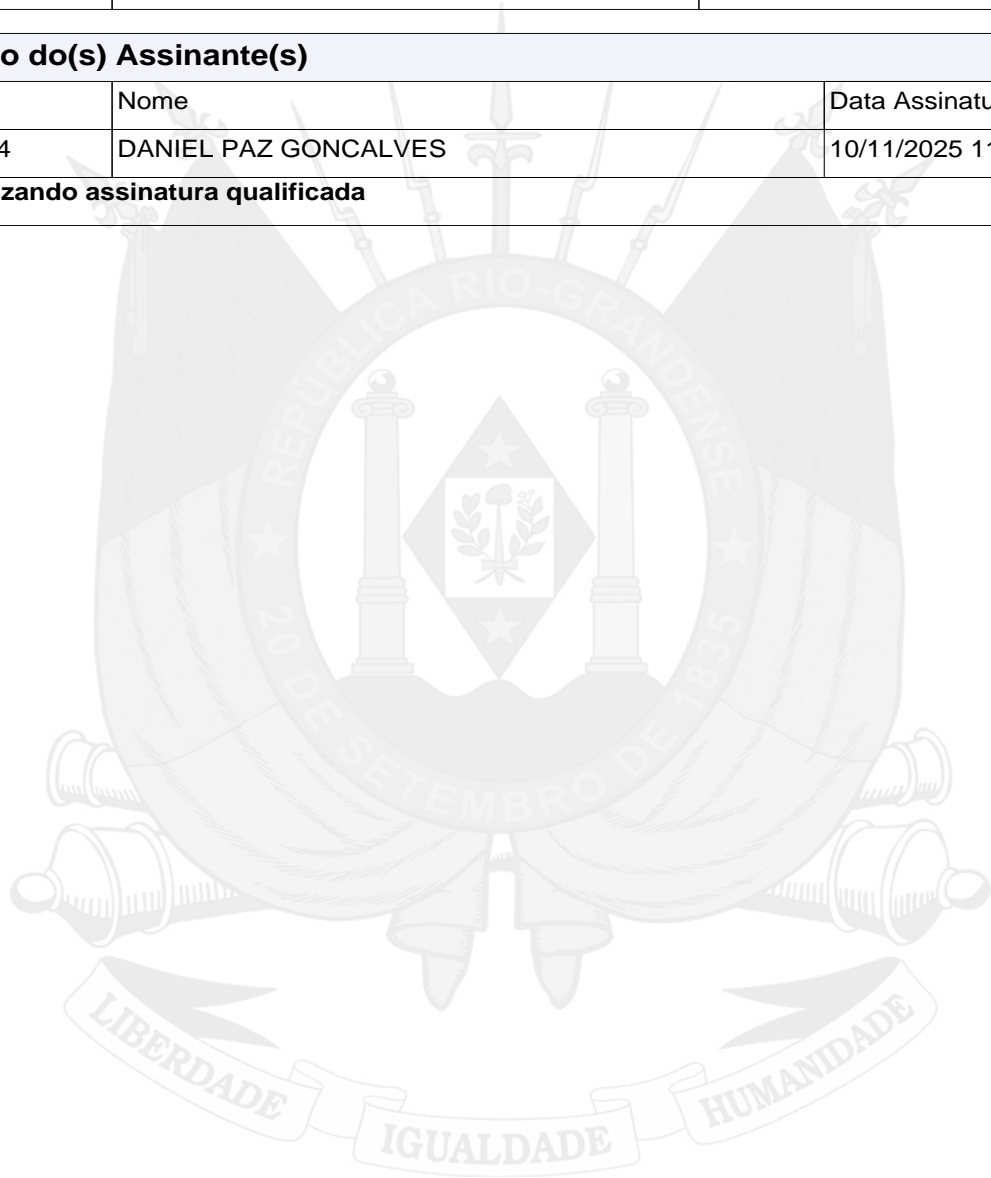 o do(s) Assinante(s)
Nome
Data Assinatu
4
DANIEL PAZ GONCALVES
10/11/2025 11
zando assinatura qualificada
REPÚBLICA RIO-GRANDENSE
20 DE SETEMBRO DE 1835
LIBERDADE
IGUALDADE
HUMANIDADE